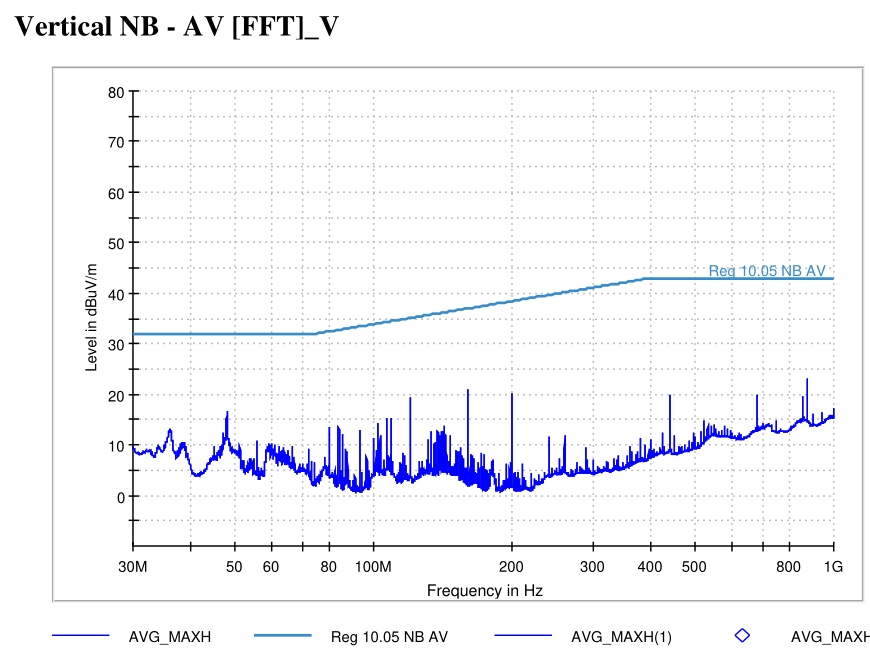 Vertical NB - AV [FFT]_V
80
70
60
50
40
30
20
10
0
Level in dBuV/m
Reg 10.05 NB AV
30M 50 60 80 100M 200 300 400 500 800 1G
Frequency in Hz
AVG_MAXH Reg 10.05 NB AV AVG_MAXH(1) AVG_MAXH